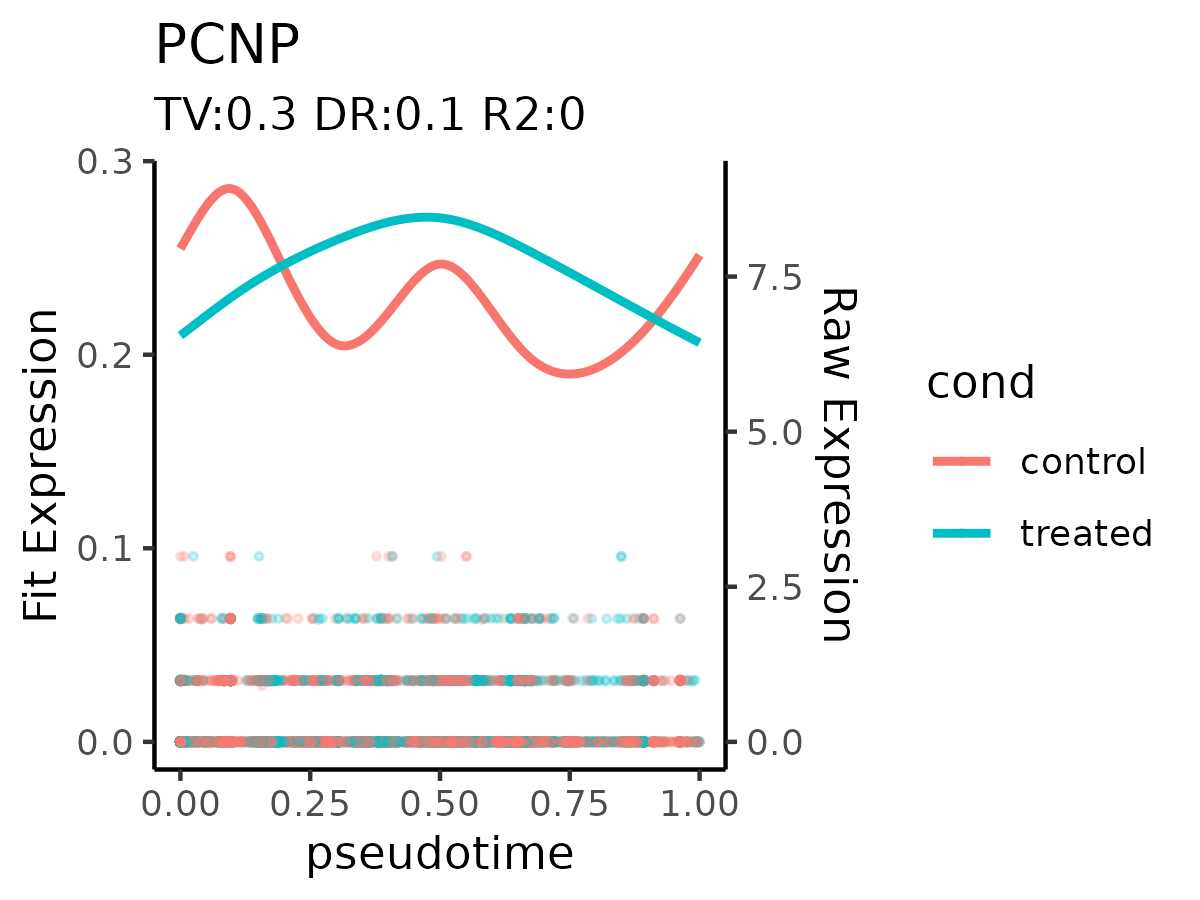 PCNP
TV:0.3 DR:0.1 R2:0
Fit Expression
0.3
0.2
0.1
0.0
7.5
5.0
2.5
0.0
Raw Expression
0.00 0.25 0.50 0.75 1.00
pseudotime
cond
control
treated